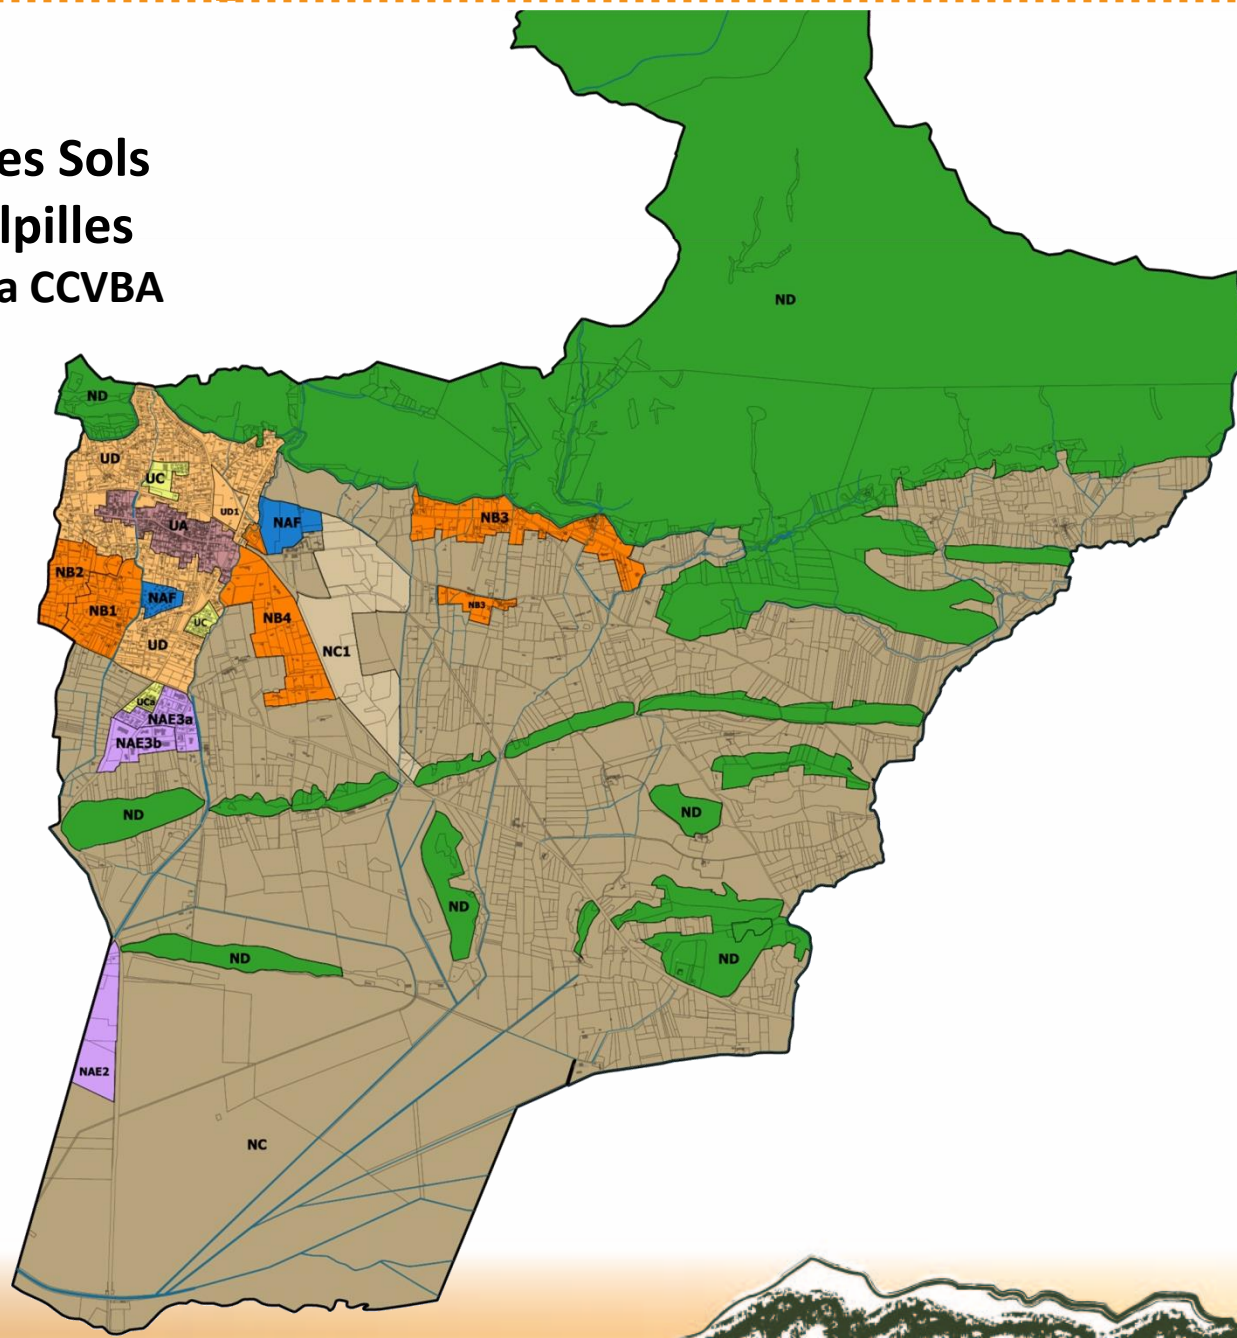 es Sols
lpilles
a CCVBA
ND
ND
UD
UC
UD1
UA
NAF
NB3
NB2
NB1
NAF
UC
NB3
NB4
UD
NC1
UCa
NAE3a
NAE3b
ND
ND
ND
ND
ND
NAE2
NC